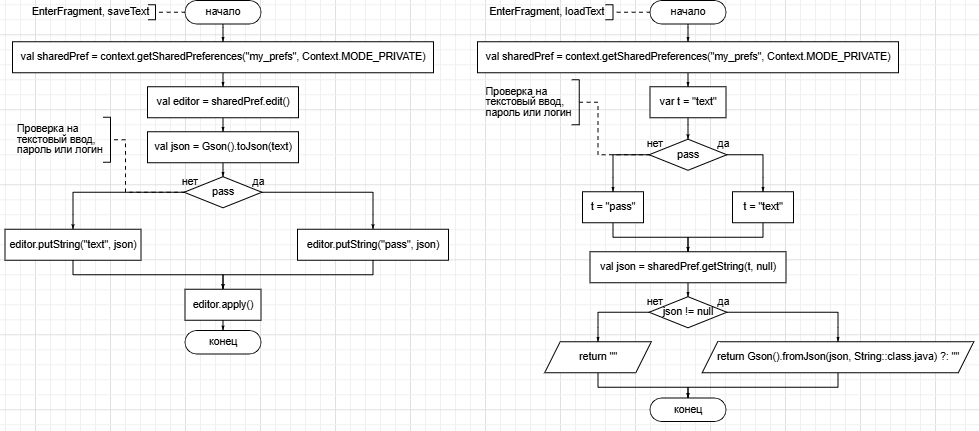 EnterFragment, saveText
начало
val sharedPref = context.getSharedPreferences("my_prefs", Context.MODE_PRIVATE)
val editor = sharedPref.edit()
Проверка на
текстовый ввод,
пароль или логин
val json = Gson().toJson(text)
нет
да
pass
editor.putString("text", json)
editor.putString("pass", json)
editor.apply()
конец
EnterFragment, loadText
начало
val sharedPref = context.getSharedPreferences("my_prefs", Context.MODE_PRIVATE)
Проверка на
текстовый ввод,
пароль или логин
var t = "text"
нет
да
pass
t = "pass"
t = "text"
val json = sharedPref.getString(t, null)
нет
да
json != null
return ""
return Gson().fromJson(json, String::class.java) ?: ""
конец